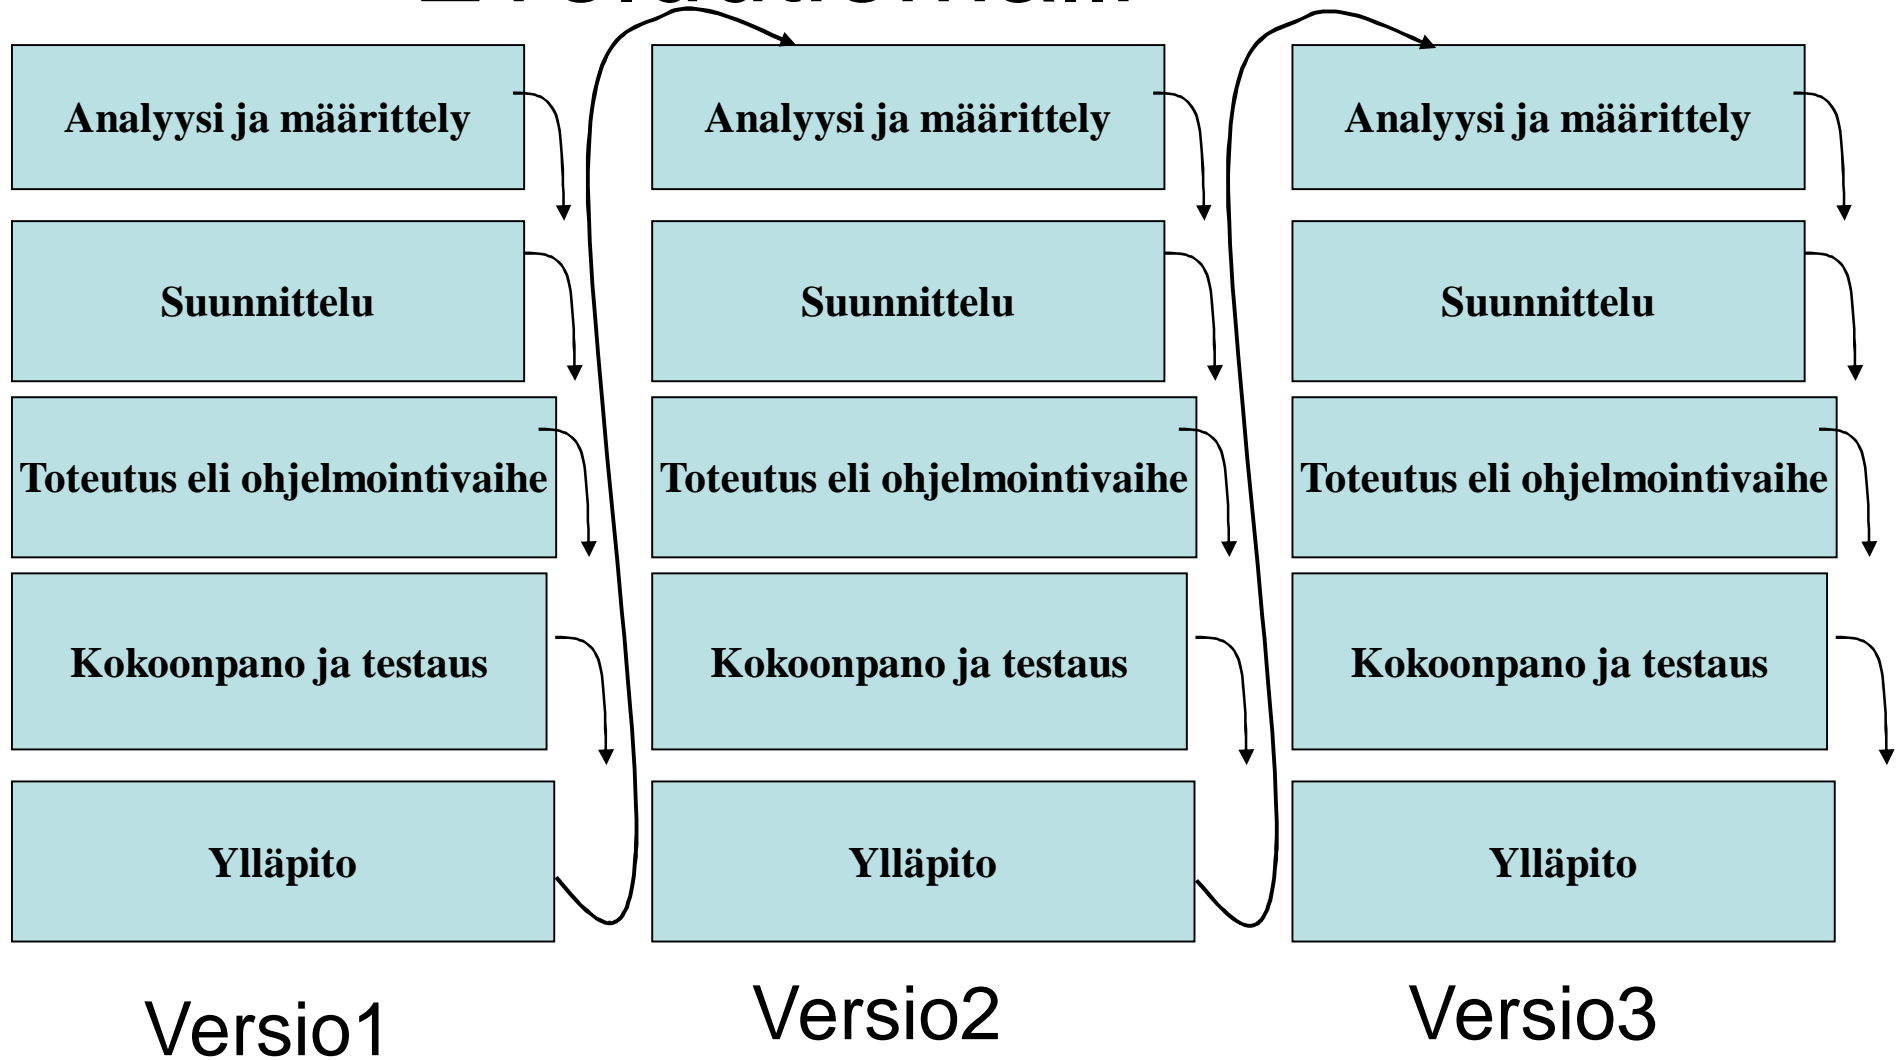 Analyysi ja määrittely
Suunnittelu
Toteutus eli ohjelmointivaihe
Kokoonpano ja testaus
Ylläpito
Versio1
Analyysi ja määrittely
Suunnittelu
Toteutus eli ohjelmointivaihe
Kokoonpano ja testaus
Ylläpito
Versio2
Analyysi ja määrittely
Suunnittelu
Toteutus eli ohjelmointivaihe
Kokoonpano ja testaus
Ylläpito
Versio3